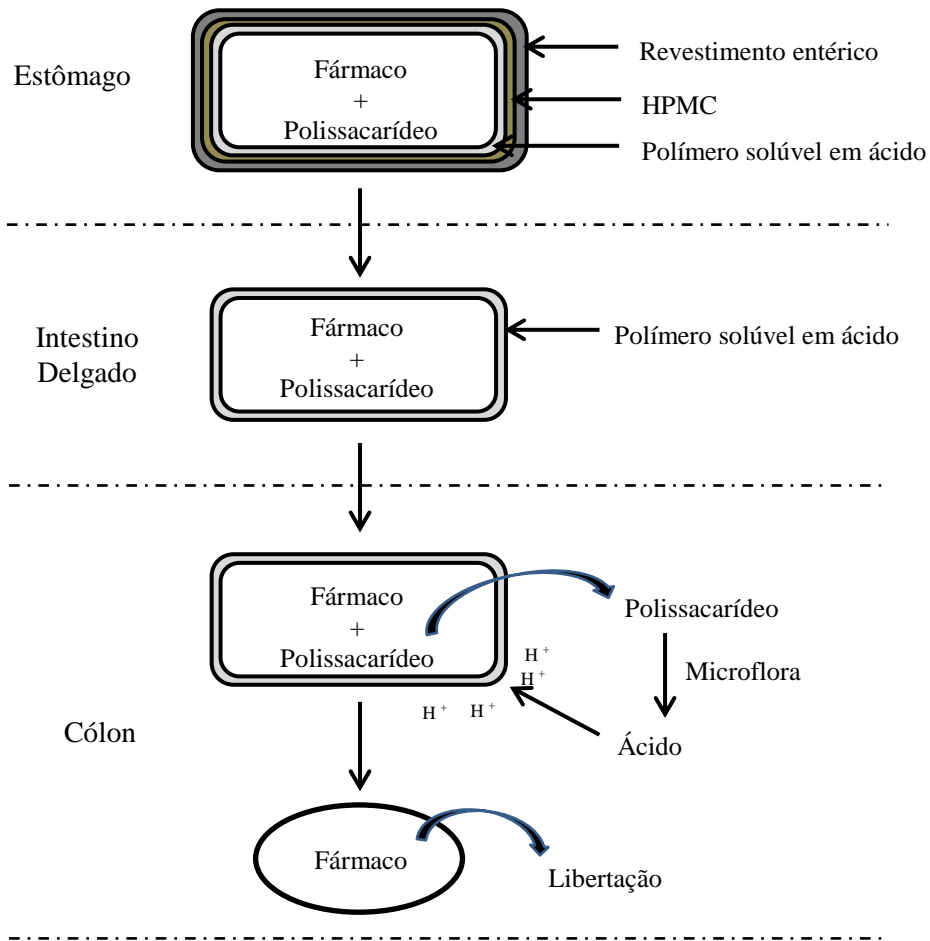 Estômago
Fármaco
+
Polissacarídeo
Revestimento entérico
HPMC
Polímero solúvel em ácido
Intestino
Delgado
Fármaco
+
Polissacarídeo
Polímero solúvel em ácido
Cólon
Fármaco
+
Polissacarídeo
Polissacarídeo
Microflora
Ácido
H +
H +
H + H +
Fármaco
Libertação